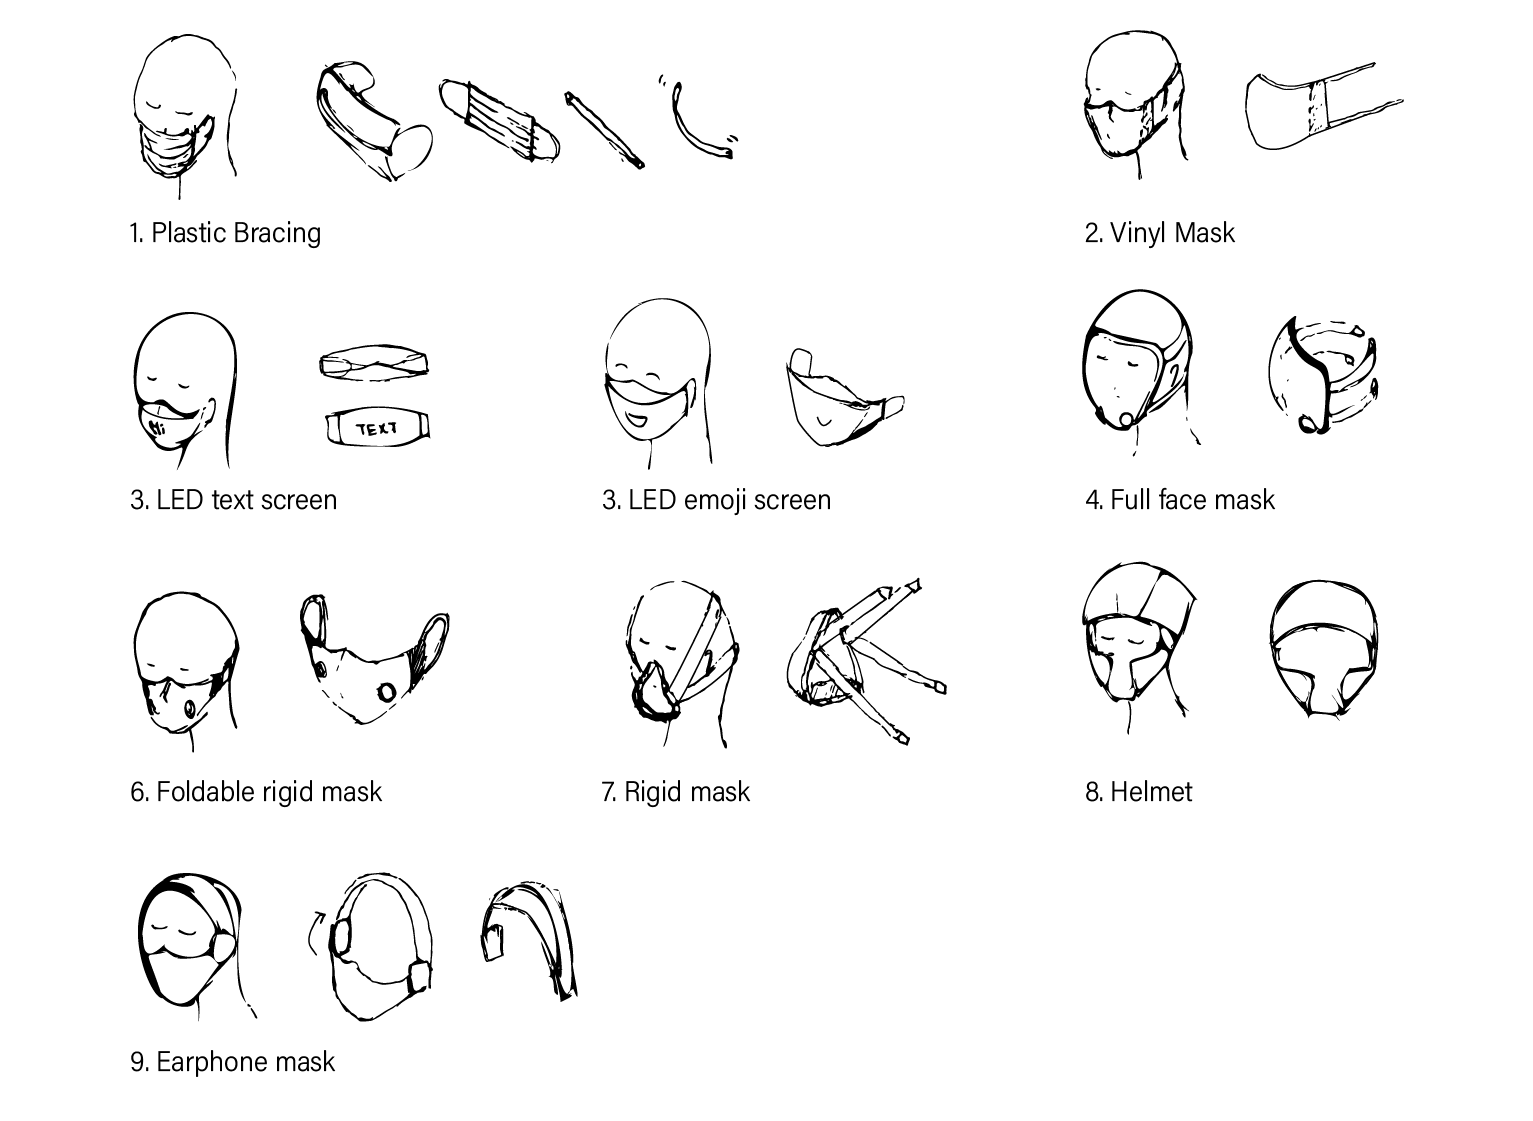 1. Plastic Bracing
2. Vinyl Mask
Hi
TEXT
3. LED text screen
3. LED emoji screen
4. Full face mask
6. Foldable rigid mask
7. Rigid mask
8. Helmet
9. Earphone mask